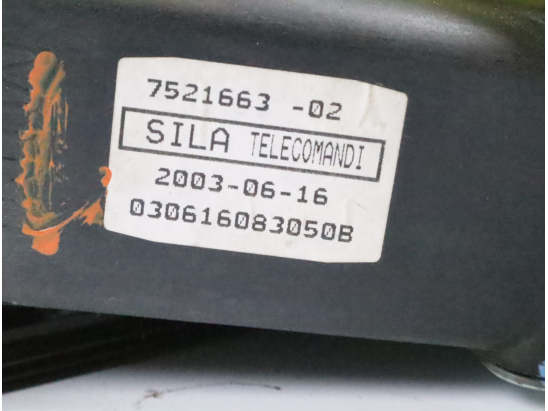 7521663 -02
SILA TELECOMANDI
2003-06-16
030616083050B